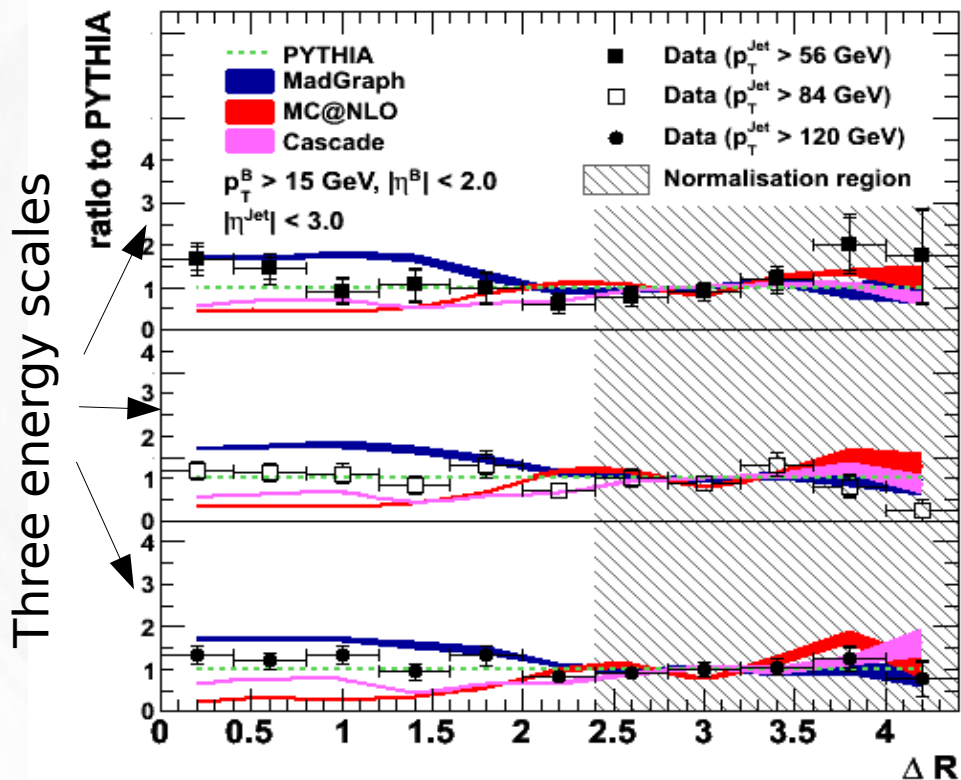 Three energy scales
ratio to PYTHIA
PYTHIA
MadGraph
MC@NLO
Cascade
p_T^B > 15 GeV, |η^B| < 2.0
|η^Jet| < 3.0
Data (p_T^Jet > 56 GeV)
Data (p_T^Jet > 84 GeV)
Data (p_T^Jet > 120 GeV)
Normalisation region
4
3
2
1
0
4
3
2
1
0
4
3
2
1
0
0 0.5 1 1.5 2 2.5 3 3.5 4
Δ R